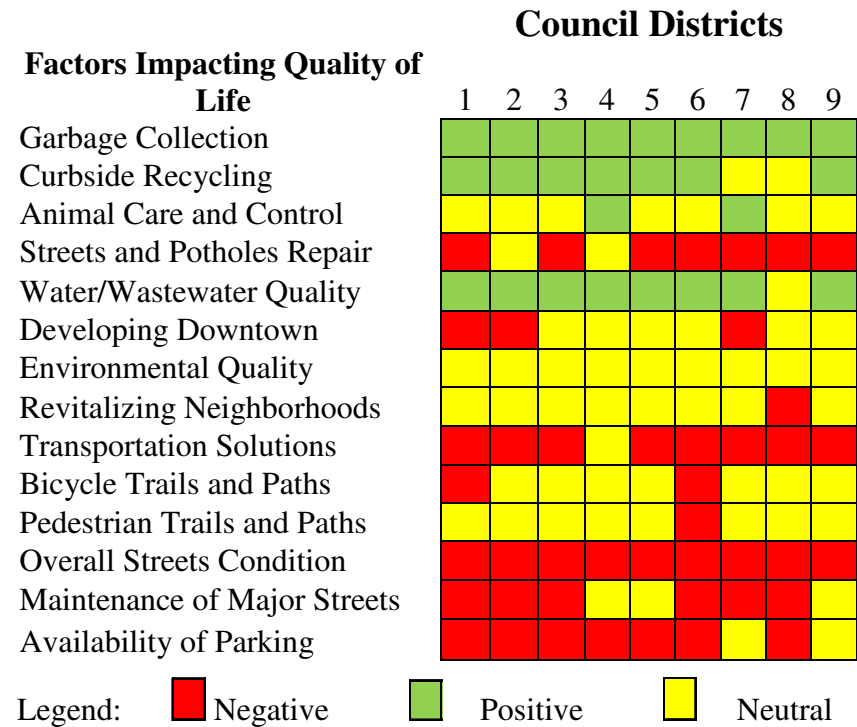 Council Districts
Factors Impacting Quality of
Life
1 2 3 4 5 6 7 8 9
Garbage Collection
Curbside Recycling
Animal Care and Control
Streets and Potholes Repair
Water/Wastewater Quality
Developing Downtown
Environmental Quality
Revitalizing Neighborhoods
Transportation Solutions
Bicycle Trails and Paths
Pedestrian Trails and Paths
Overall Streets Condition
Maintenance of Major Streets
Availability of Parking
Legend: Negative Positive Neutral